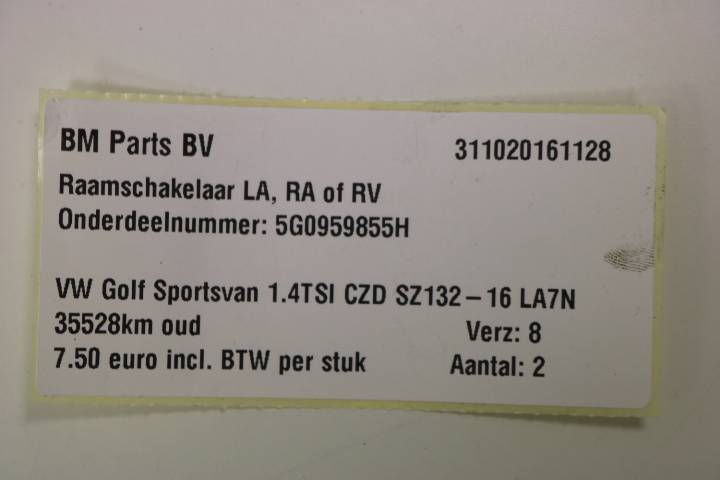 BM Parts BV 311020161128
Raamschakelaar LA, RA of RV
Onderdeelnummer: 5G0959855H
VW Golf Sportsvan 1.4TSI CZD SZ132-16 LA7N
35528km oud Verz: 8
7.50 euro incl. BTW per stuk Aantal: 2